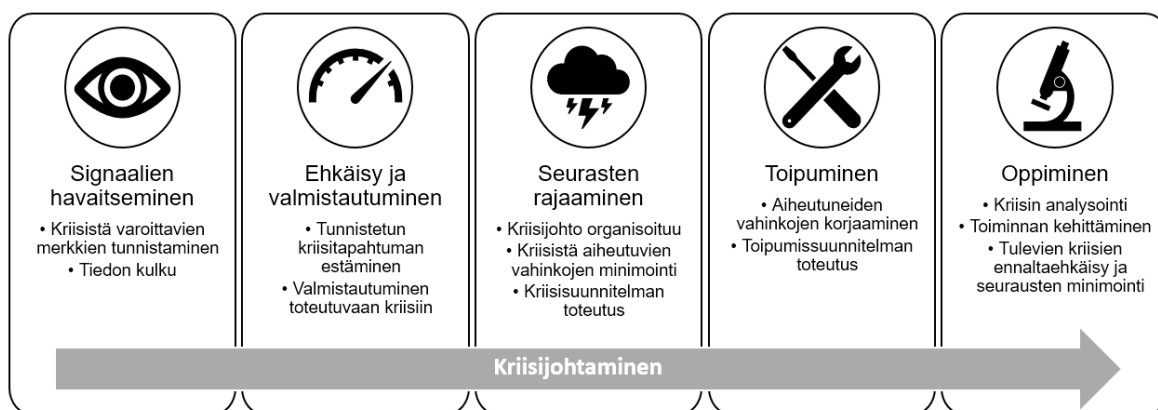 Signaalien
havaitseminen
• Kriisistä varoittavien
merkkien tunnistaminen
• Tiedon kulku
Ehkäisy ja
valmistautuminen
• Tunnistetun
kriisitapahtuman
estäminen
• Valmistautuminen
toteutuvaan kriisiin
Seurasten
rajaaminen
• Kriisijohto organisoituu
• Kriisistä aiheutuvien
vahinkojen minimointi
• Kriisisuunnitelman
toteutus
Toipuminen
• Aiheutuneiden
vahinkojen korjaaminen
• Toipumissuunnitelman
toteutus
Oppiminen
• Kriisin analysointi
• Toiminnan kehittäminen
• Tulevien kriisien
ennaltaehkäisy ja
seurausten minimointi
Kriisijohtaminen